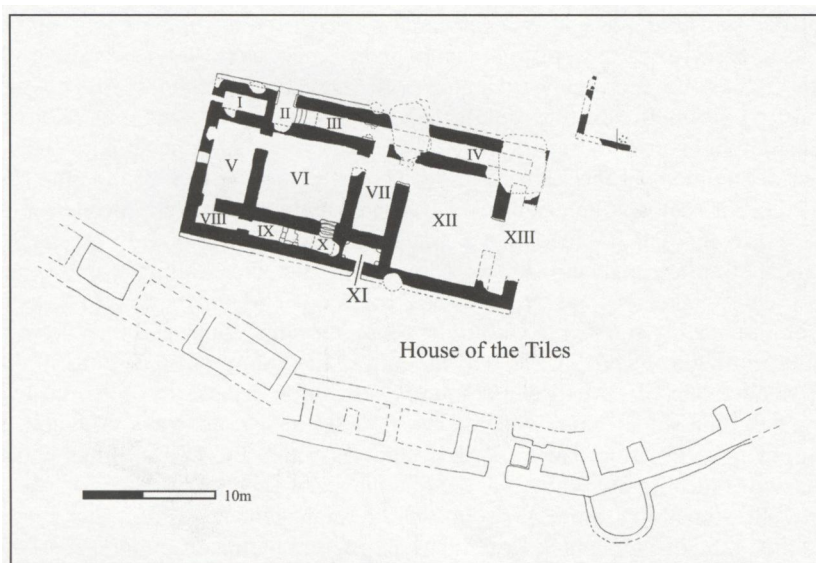 I
II
III
IV
V
VI
VII
VIII
IX
X
XI
XII
XIII
House of the Tiles
10m